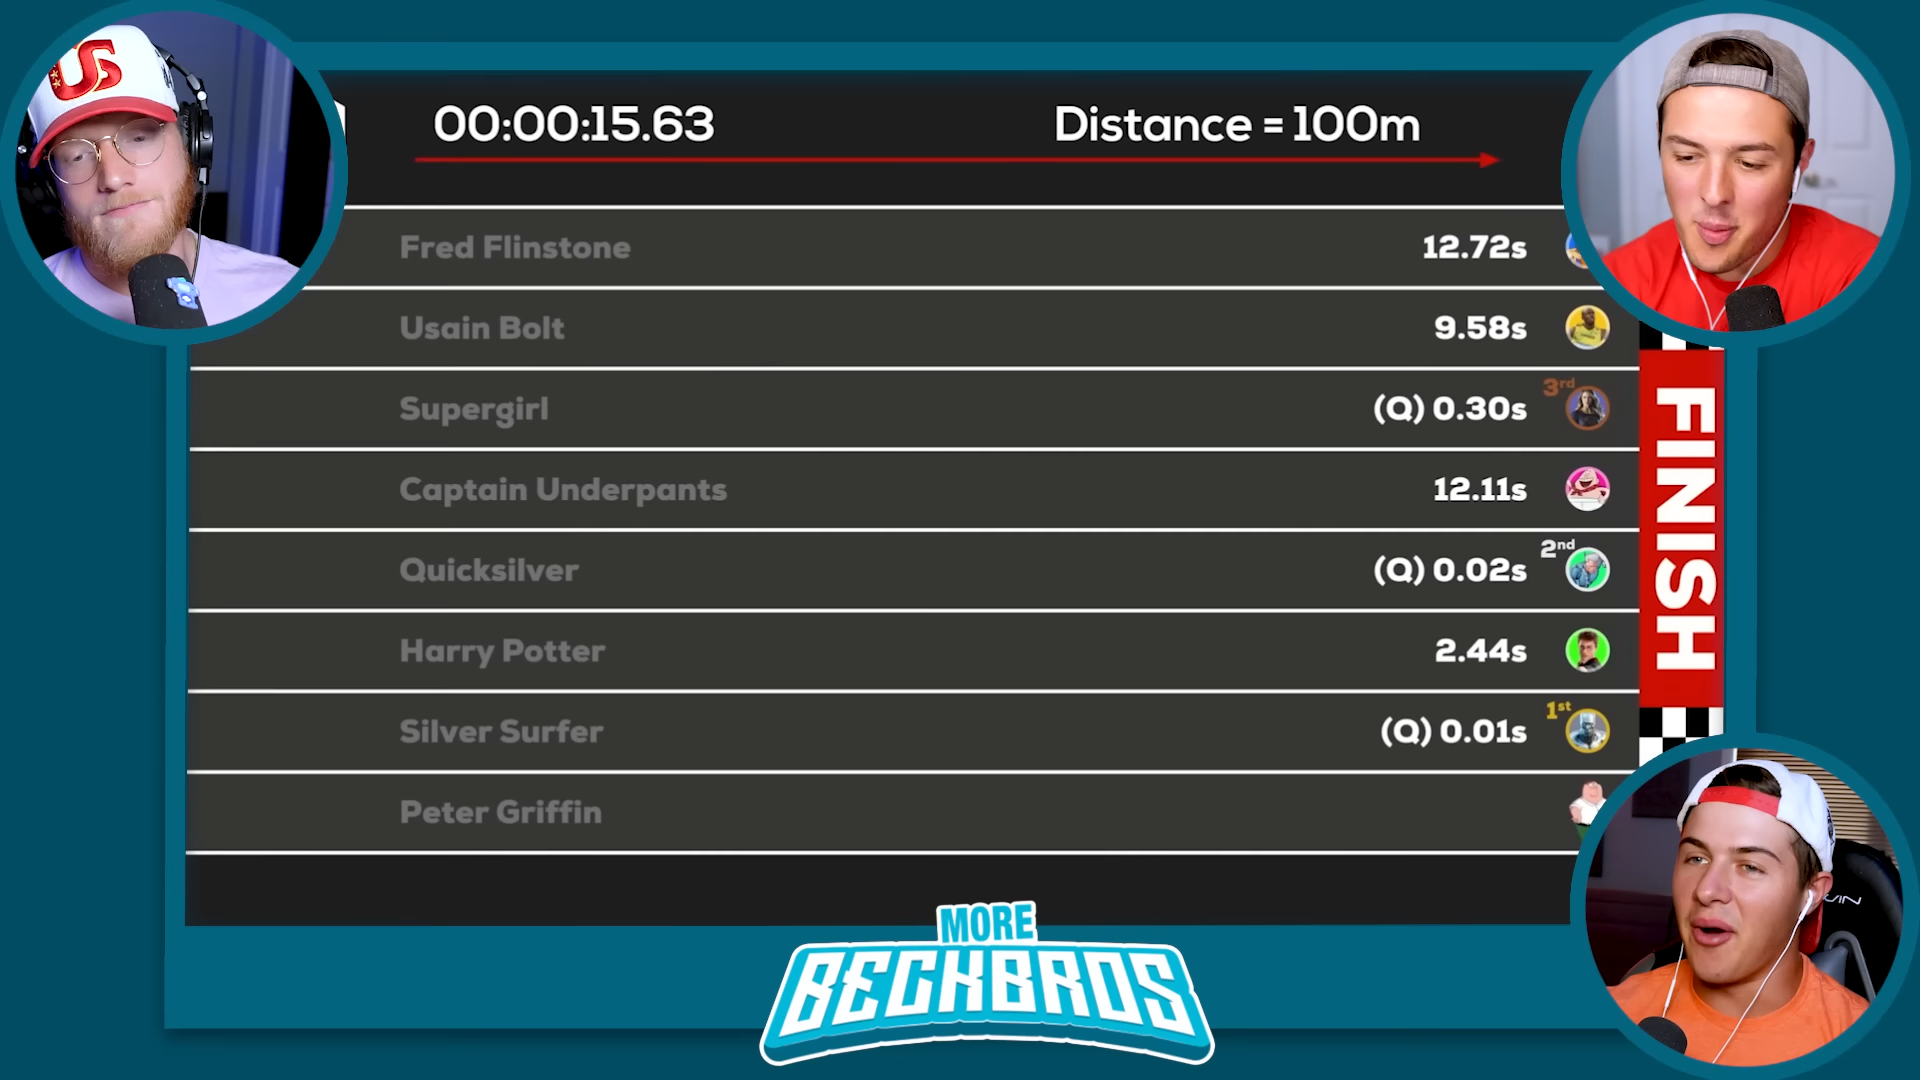 US
00:00:15.63
Distance = 100m
Fred Flinstone
12.72s
Usain Bolt
9.58s
Supergirl
(Q) 0.30s
3rd
Captain Underpants
12.11s
Quicksilver
(Q) 0.02s
2nd
Harry Potter
2.44s
Silver Surfer
(Q) 0.01s
1st
Peter Griffin
FINISH
MORE
BECKBROS